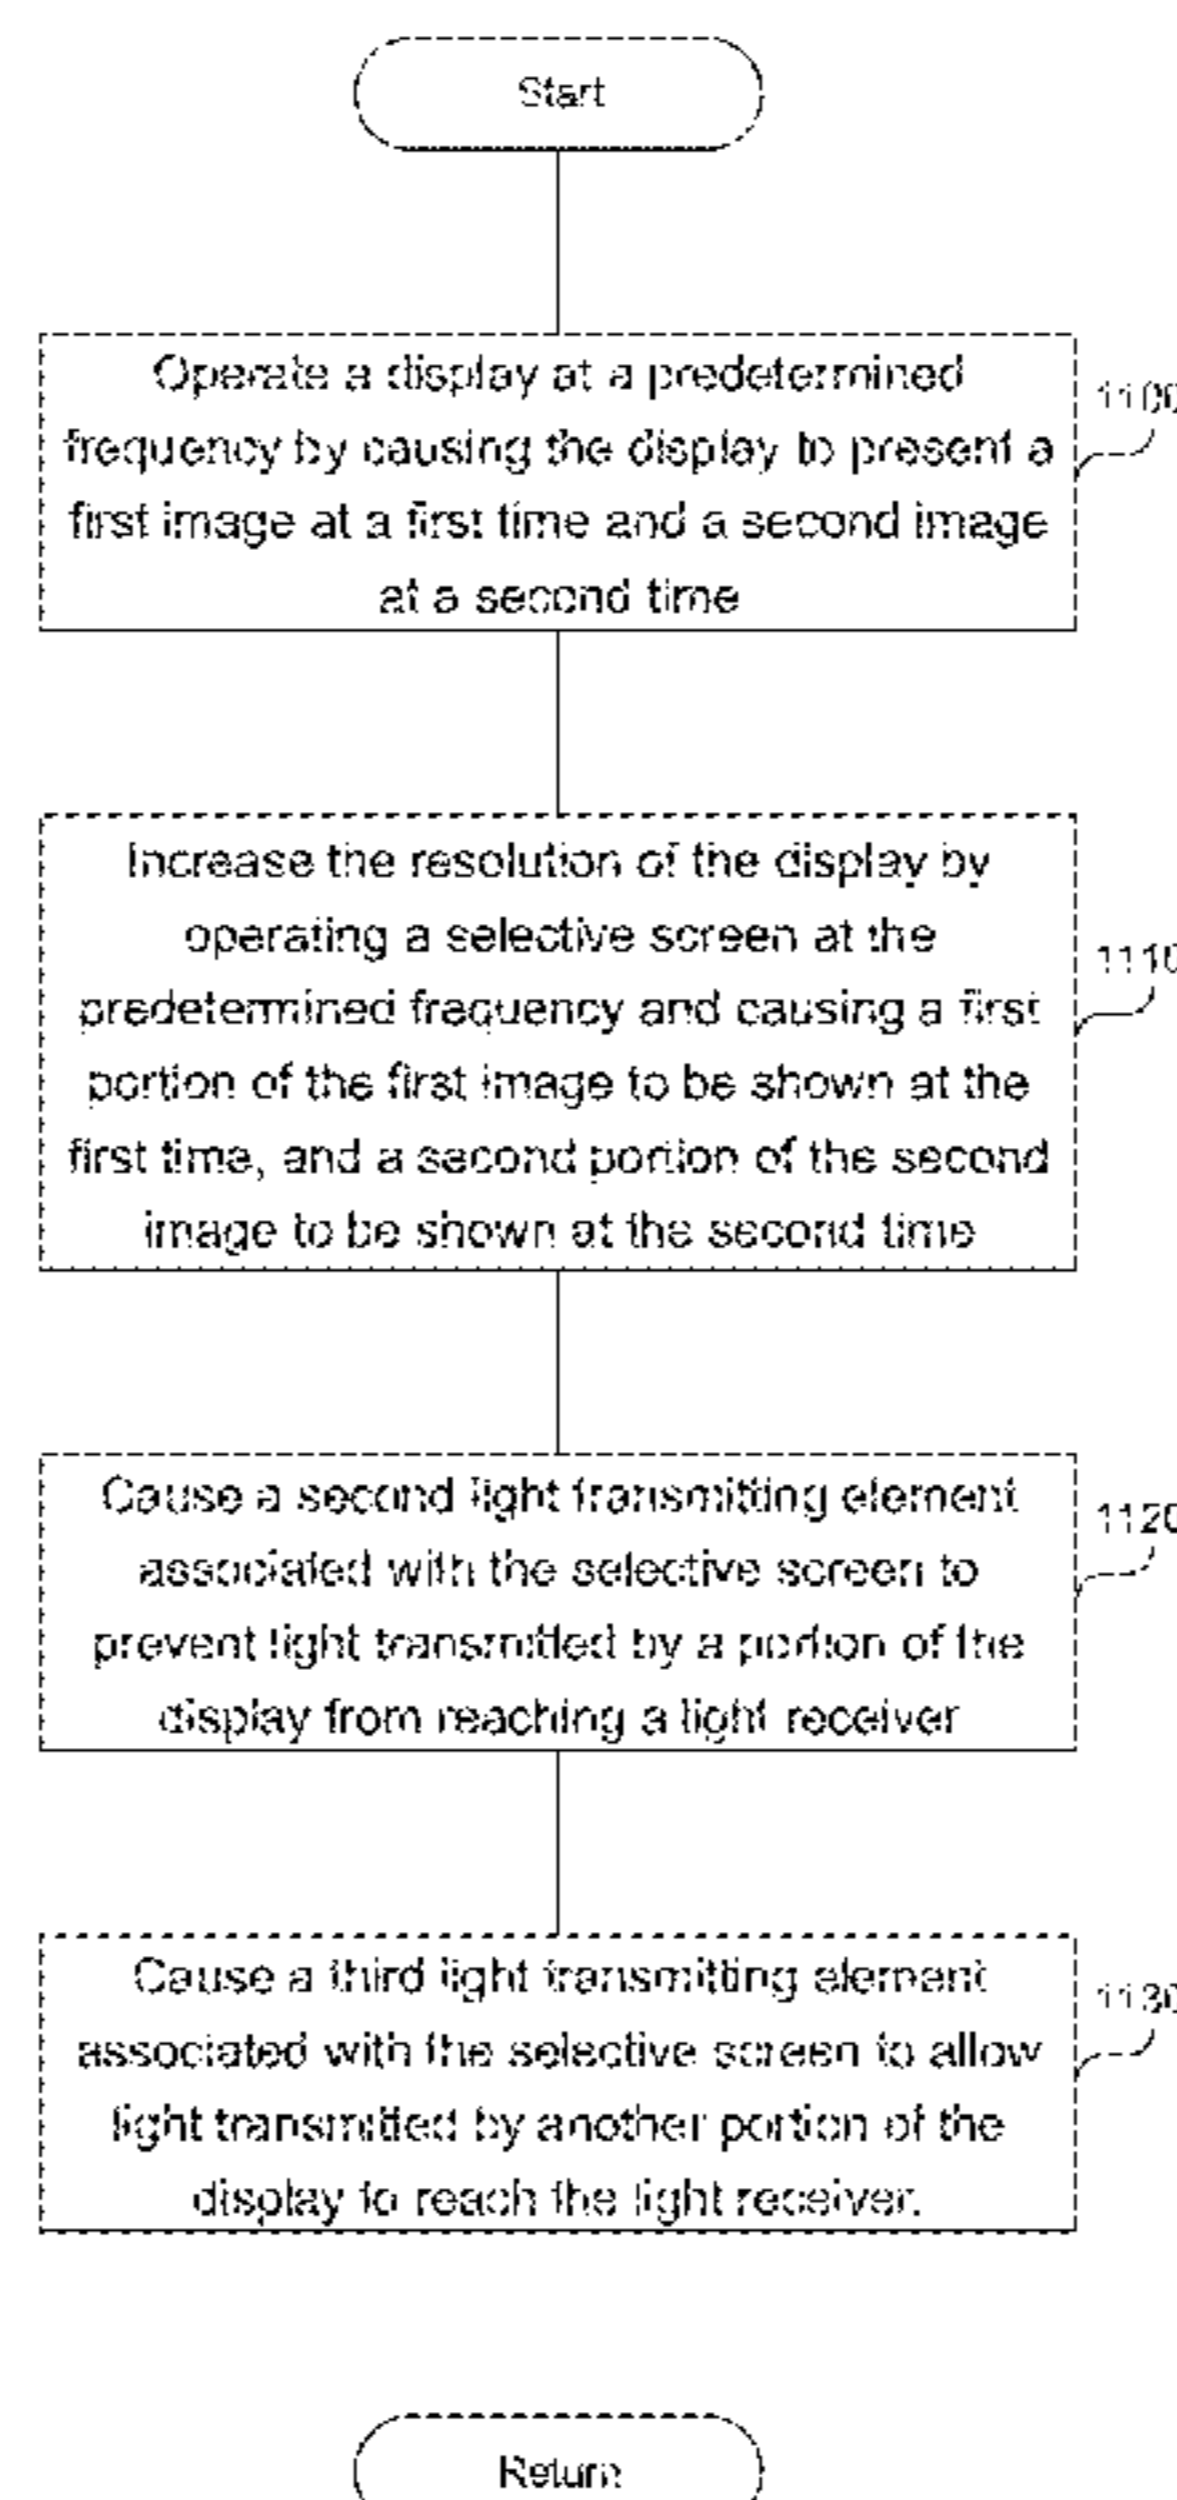 Start
Operate a display at a predetermined
frequency by causing the display to present a
first image at a first time and a second image
at a second time
1100
Increase the resolution of the display by
operating a selective screen at the
predetermined frequency and causing a first
portion of the first image to be shown at the
first time, and a second portion of the second
image to be shown at the second time
1110
Cause a second light transmitting element
associated with the selective screen to
prevent light transmitted by a portion of the
display from reaching a light receiver
1120
Cause a third light transmitting element
associated with the selective screen to allow
light transmitted by another portion of the
display to reach the light receiver.
1130
Return